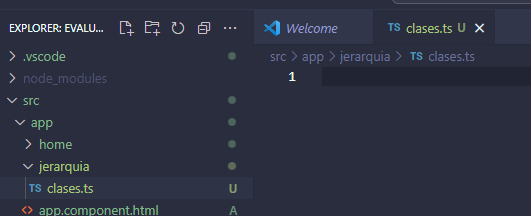 EXPLORER: EVALU...
Welcome
TS clases.ts U
.vscode
src > app > jerarquia > TS clases.ts
node_modules
1
src
app
home
jerarquia
TS clases.ts U
<> app.component.html A